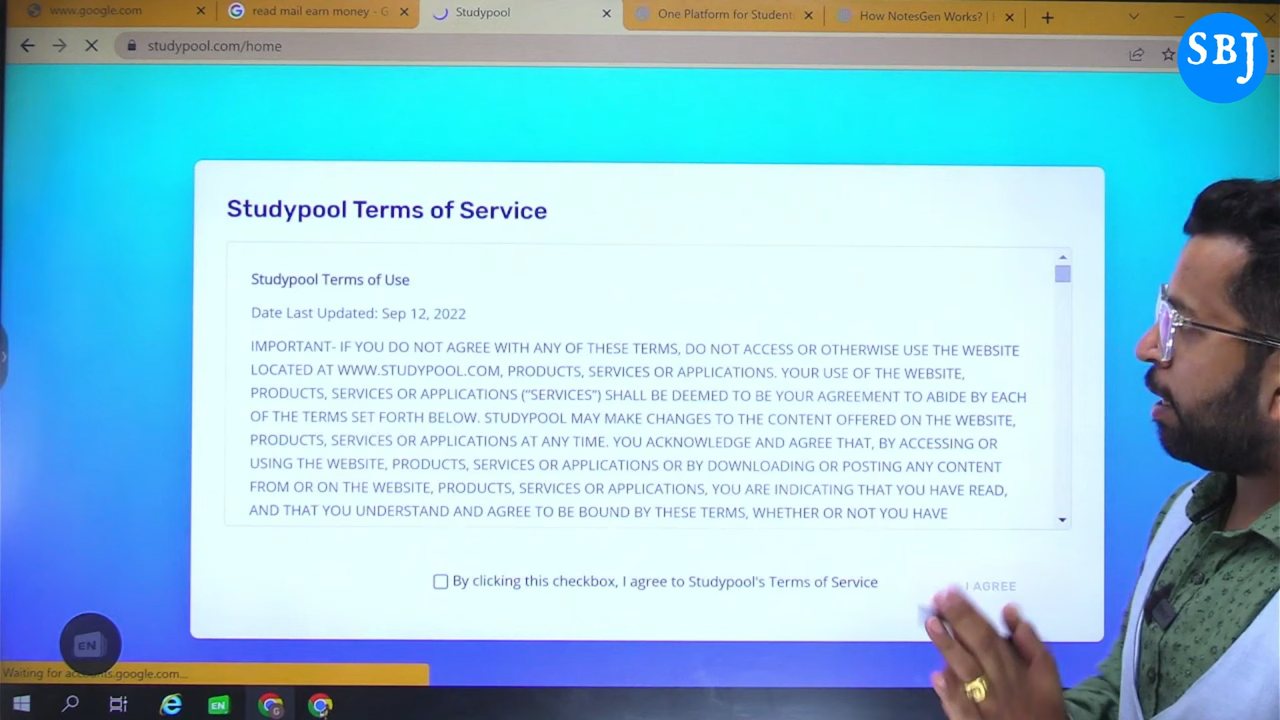 www.google.com
read mail earn money - G
Studypool
One Platform for Student
How NotesGen Works? |
studypool.com/home
SBJ
Studypool Terms of Service
Studypool Terms of Use
Date Last Updated: Sep 12, 2022
IMPORTANT- IF YOU DO NOT AGREE WITH ANY OF THESE TERMS, DO NOT ACCESS OR OTHERWISE USE THE WEBSITE
LOCATED AT WWW.STUDYPOOL.COM, PRODUCTS, SERVICES OR APPLICATIONS. YOUR USE OF THE WEBSITE,
PRODUCTS, SERVICES OR APPLICATIONS (“SERVICES”) SHALL BE DEEMED TO BE YOUR AGREEMENT TO ABIDE BY EACH
OF THE TERMS SET FORTH BELOW. STUDYPOOL MAY MAKE CHANGES TO THE CONTENT OFFERED ON THE WEBSITE,
PRODUCTS, SERVICES OR APPLICATIONS AT ANY TIME. YOU ACKNOWLEDGE AND AGREE THAT, BY ACCESSING OR
USING THE WEBSITE, PRODUCTS, SERVICES OR APPLICATIONS OR BY DOWNLOADING OR POSTING ANY CONTENT
FROM OR ON THE WEBSITE, PRODUCTS, SERVICES OR APPLICATIONS, YOU ARE INDICATING THAT YOU HAVE READ,
AND THAT YOU UNDERSTAND AND AGREE TO BE BOUND BY THESE TERMS, WHETHER OR NOT YOU HAVE
By clicking this checkbox, I agree to Studypool's Terms of Service
I AGREE
EN
Waiting for accounts.google.com...
EN